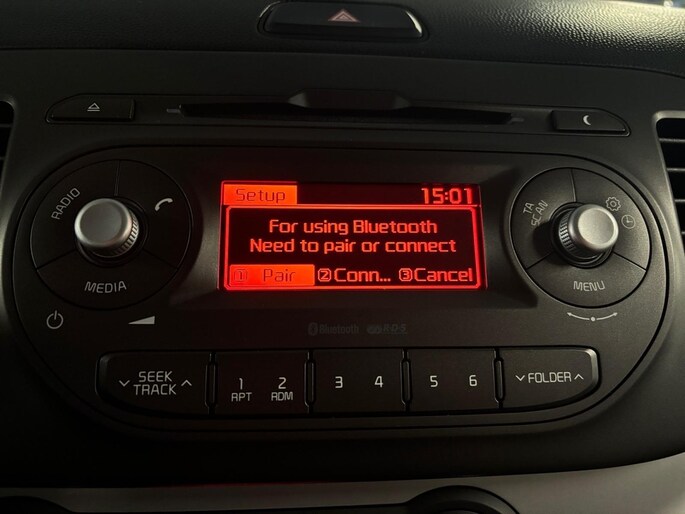 RADIO
MEDIA
Setup 15:01
For using Bluetooth
Need to pair or connect
1 Pair 2 Conn... 3 Cancel
TA
SCAN
MENU
Bluetooth
SEEK
TRACK
1
RPT
2
RDM
3
4
5
6
FOLDER